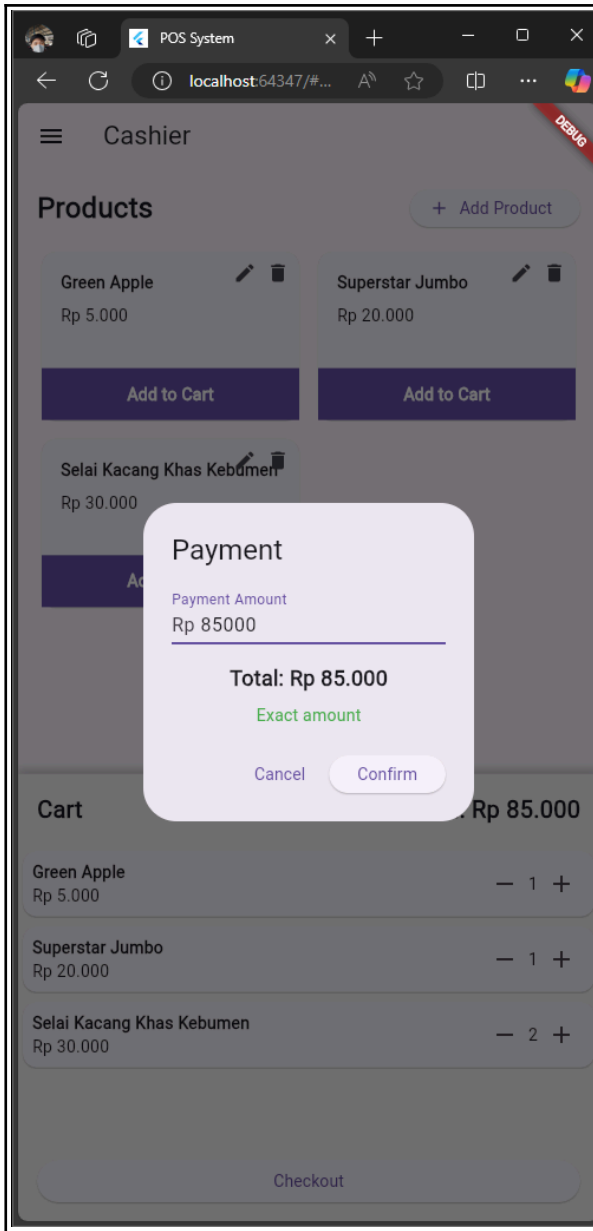 POS System
localhost:64347/#...
DEBUG
Cashier
Products
+ Add Product
Green Apple
Rp 5.000
Add to Cart
Superstar Jumbo
Rp 20.000
Add to Cart
Selai Kacang Khas Kebumen
Rp 30.000
Payment
Payment Amount
Rp 85000
Total: Rp 85.000
Exact amount
Cancel
Confirm
Cart
: Rp 85.000
Green Apple
Rp 5.000
1
Superstar Jumbo
Rp 20.000
1
Selai Kacang Khas Kebumen
Rp 30.000
2
Checkout